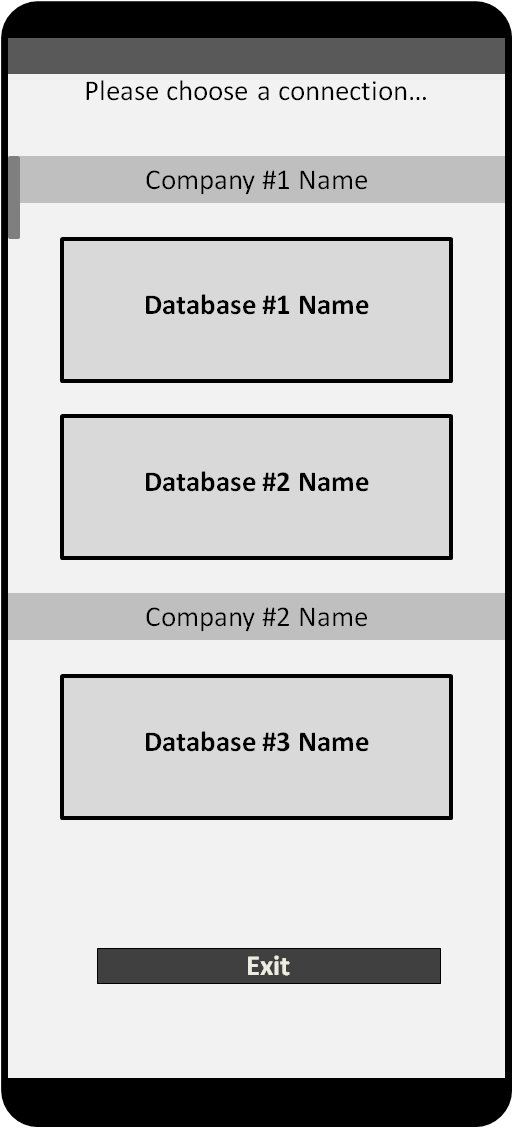 Please choose a connection...
Company #1 Name
Database #1 Name
Database #2 Name
Company #2 Name
Database #3 Name
Exit